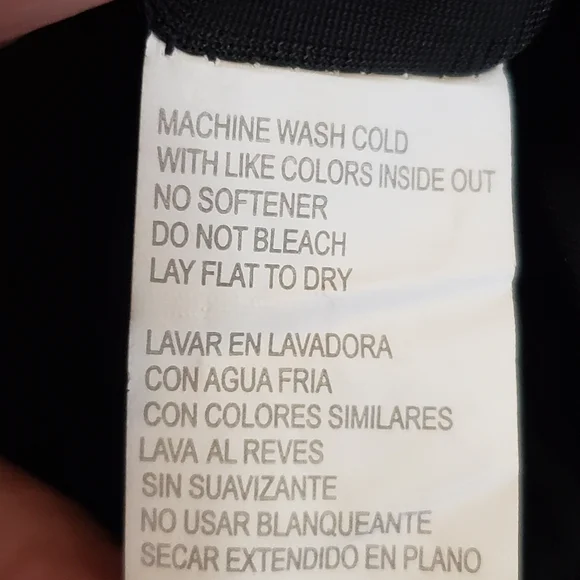 MACHINE WASH COLD
WITH LIKE COLORS INSIDE OUT
NO SOFTENER
DO NOT BLEACH
LAY FLAT TO DRY
LAVAR EN LAVADORA
CON AGUA FRIA
CON COLORES SIMILARES
LAVA AL REVES
SIN SUAVIZANTE
NO USAR BLANQUEANTE
SECAR EXTENDIDO EN PLANO